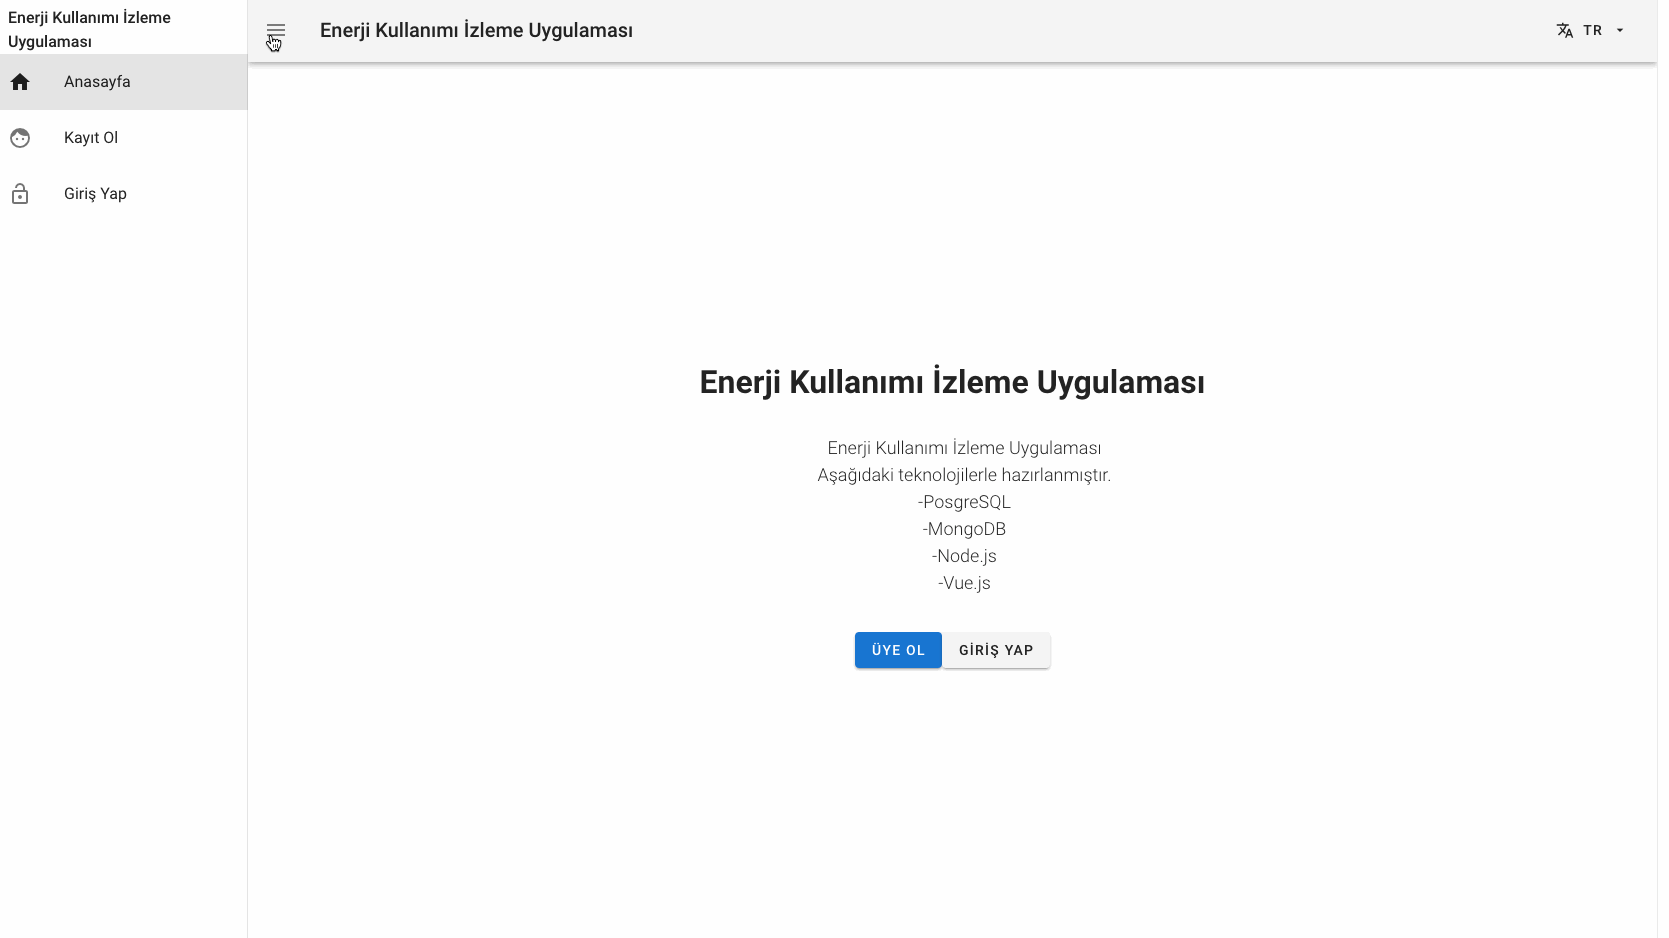 Enerji Kullanımı İzleme
Uygulaması
Anasayfa
Kayıt Ol
Giriş Yap
Enerji Kullanımı İzleme Uygulaması
TR
Enerji Kullanımı İzleme Uygulaması
Enerji Kullanımı İzleme Uygulaması
Aşağıdaki teknolojilerle hazırlanmıştır.
-PosgreSQL
-MongoDB
-Node.js
-Vue.js
ÜYE OL
GİRİŞ YAP